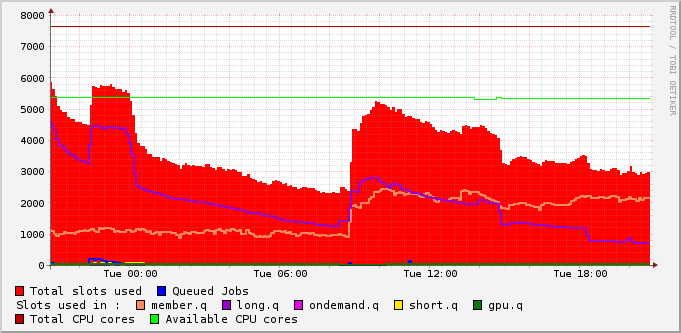 8000
7000
6000
5000
4000
3000
2000
1000
0
Tue 00:00 Tue 06:00 Tue 12:00 Tue 18:00
RRDTOOL / TOBI OETIKER
Total slots used Queued Jobs
Slots used in : member.q long.q ondemand.q short.q gpu.q
Total CPU cores Available CPU cores